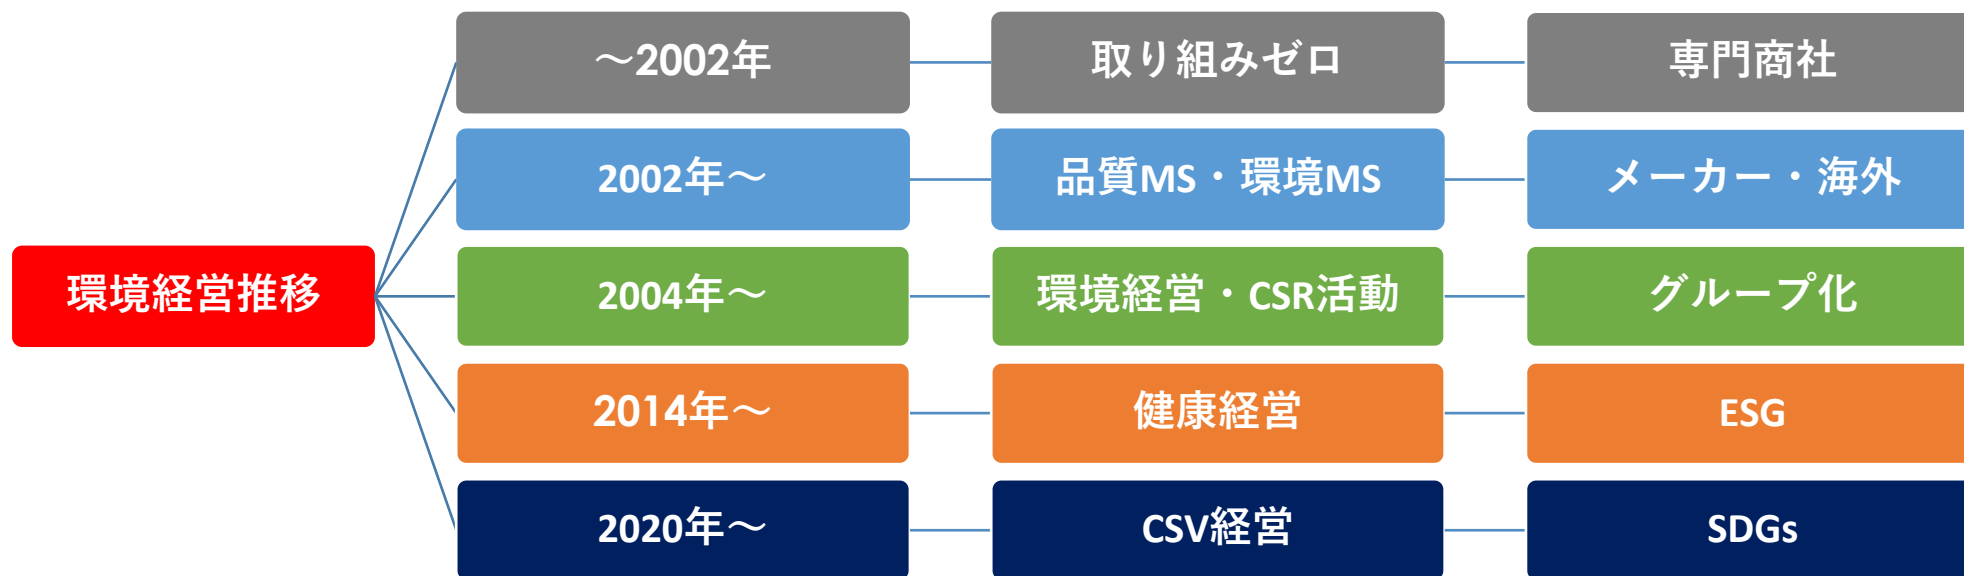 環境経営推移
～2002年
取り組みゼロ
専門商社
2002年～
品質MS・環境MS
メーカー・海外
2004年～
環境経営・CSR活動
グループ化
2014年～
健康経営
ESG
2020年～
CSV経営
SDGs